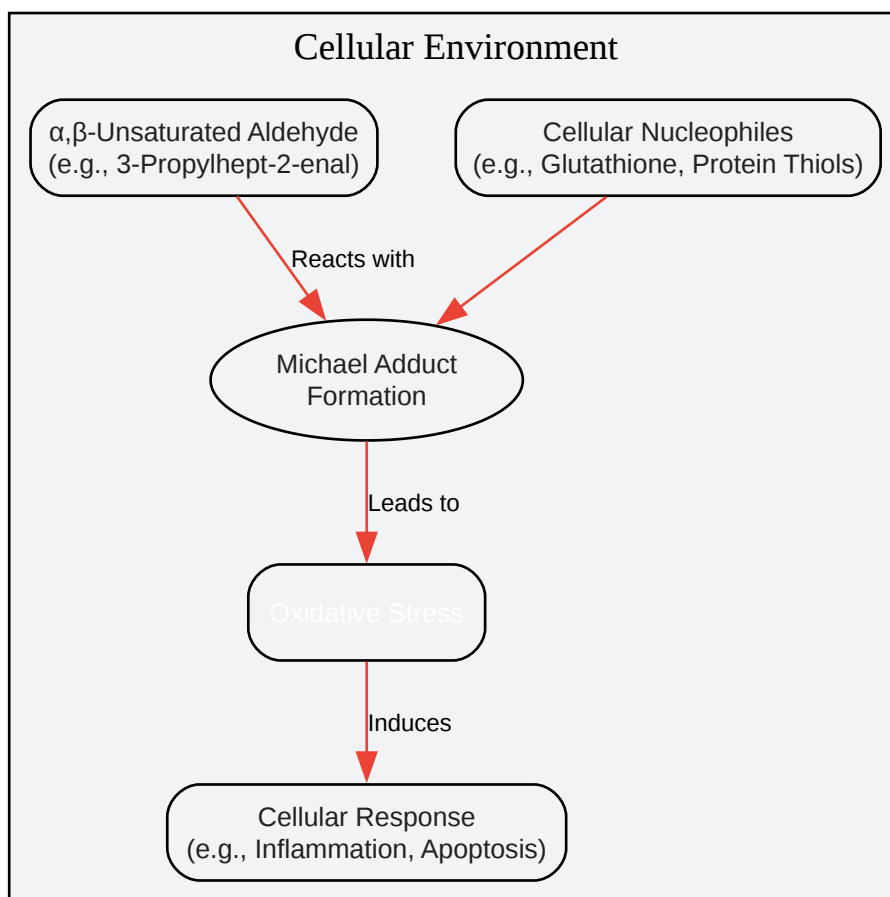 Cellular Environment
α,β-Unsaturated Aldehyde
(e.g., 3-Propylhept-2-enal)
Cellular Nucleophiles
(e.g., Glutathione, Protein Thiols)
Reacts with
Michael Adduct
Formation
Leads to
Oxidative Stress
Induces
Cellular Response
(e.g., Inflammation, Apoptosis)